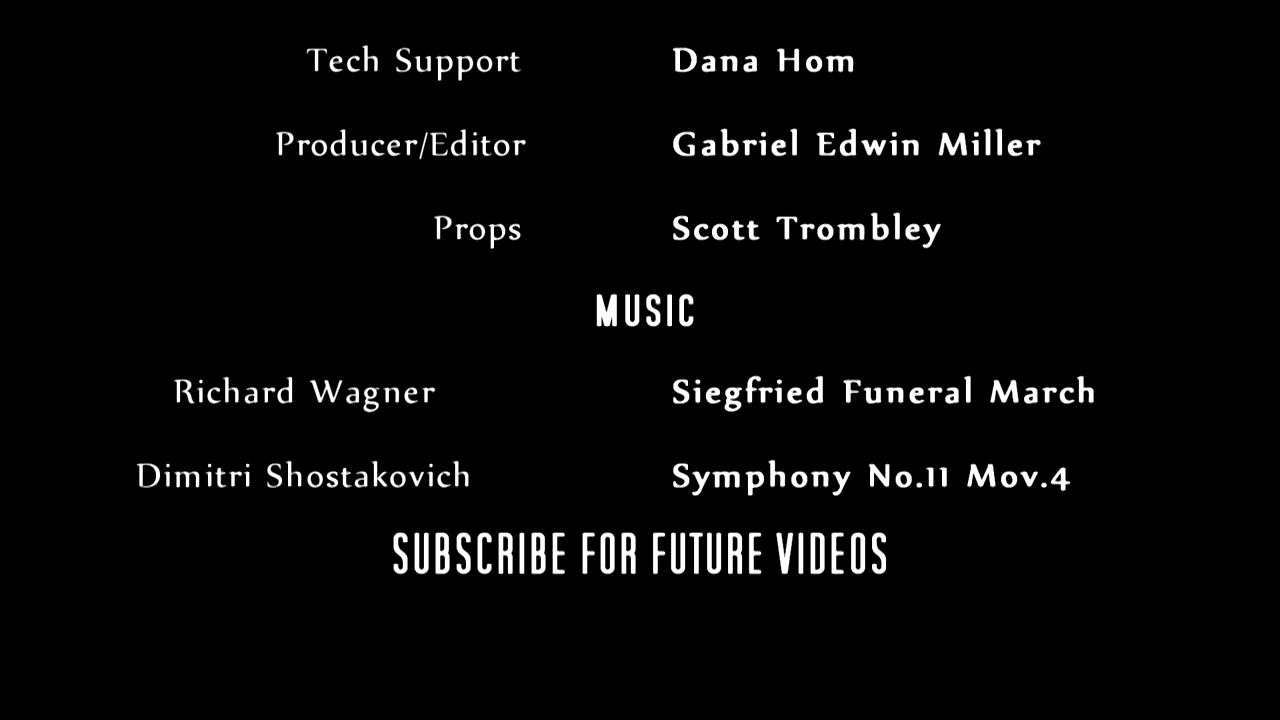 Tech Support Dana Hom
Producer/Editor Gabriel Edwin Miller
Props Scott Trombley
MUSIC
Richard Wagner Siegfried Funeral March
Dimitri Shostakovich Symphony No.11 Mov.4
SUBSCRIBE FOR FUTURE VIDEOS